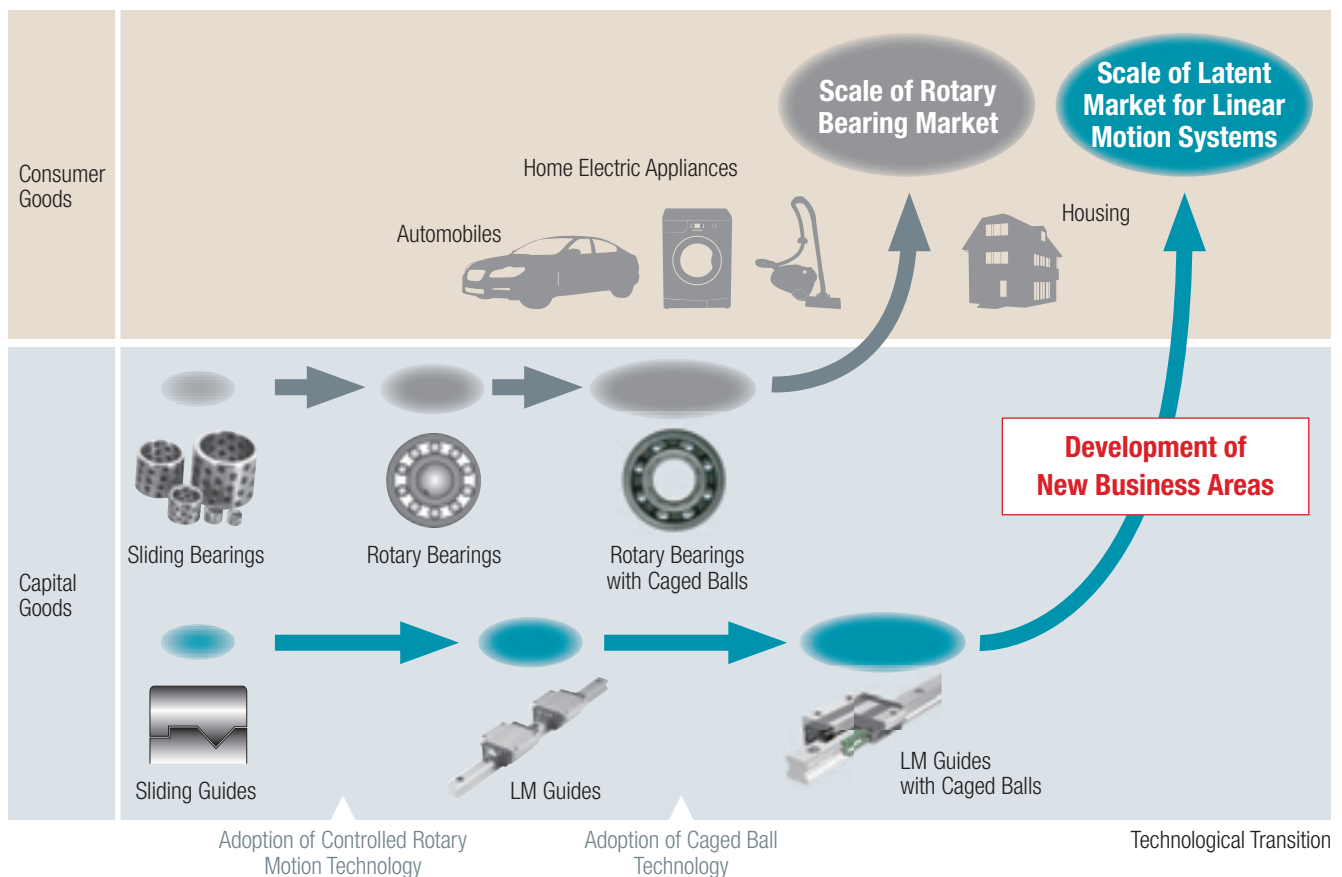 Scale of Rotary
Bearing Market
Scale of Latent
Market for Linear
Motion Systems
Consumer
Goods
Home Electric Appliances
Automobiles
Housing
Development of
New Business Areas
Capital
Goods
Sliding Bearings
Rotary Bearings
Rotary Bearings
with Caged Balls
Sliding Guides
LM Guides
LM Guides
with Caged Balls
Adoption of Controlled Rotary
Motion Technology
Adoption of Caged Ball
Technology
Technological Transition